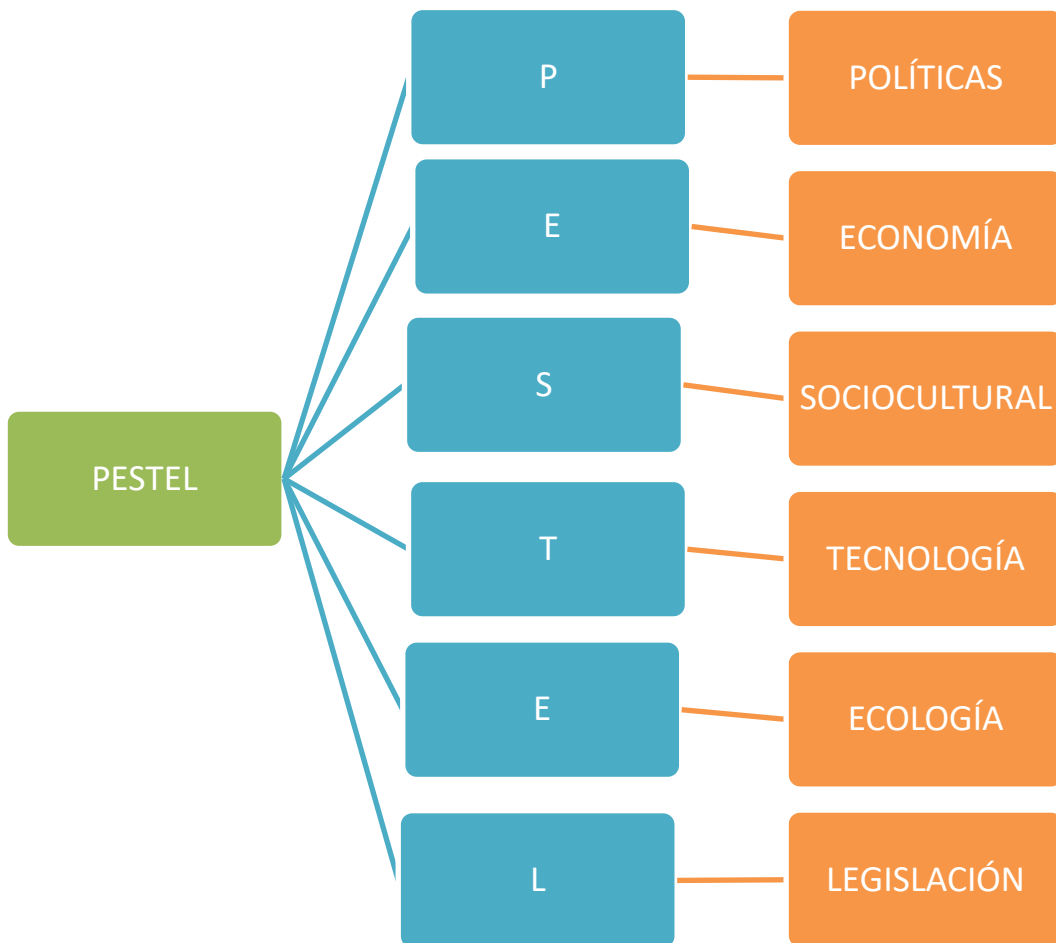 PESTEL
P
POLÍTICAS
E
ECONOMÍA
S
SOCIOCULTURAL
T
TECNOLOGÍA
E
ECOLOGÍA
L
LEGISLACIÓN